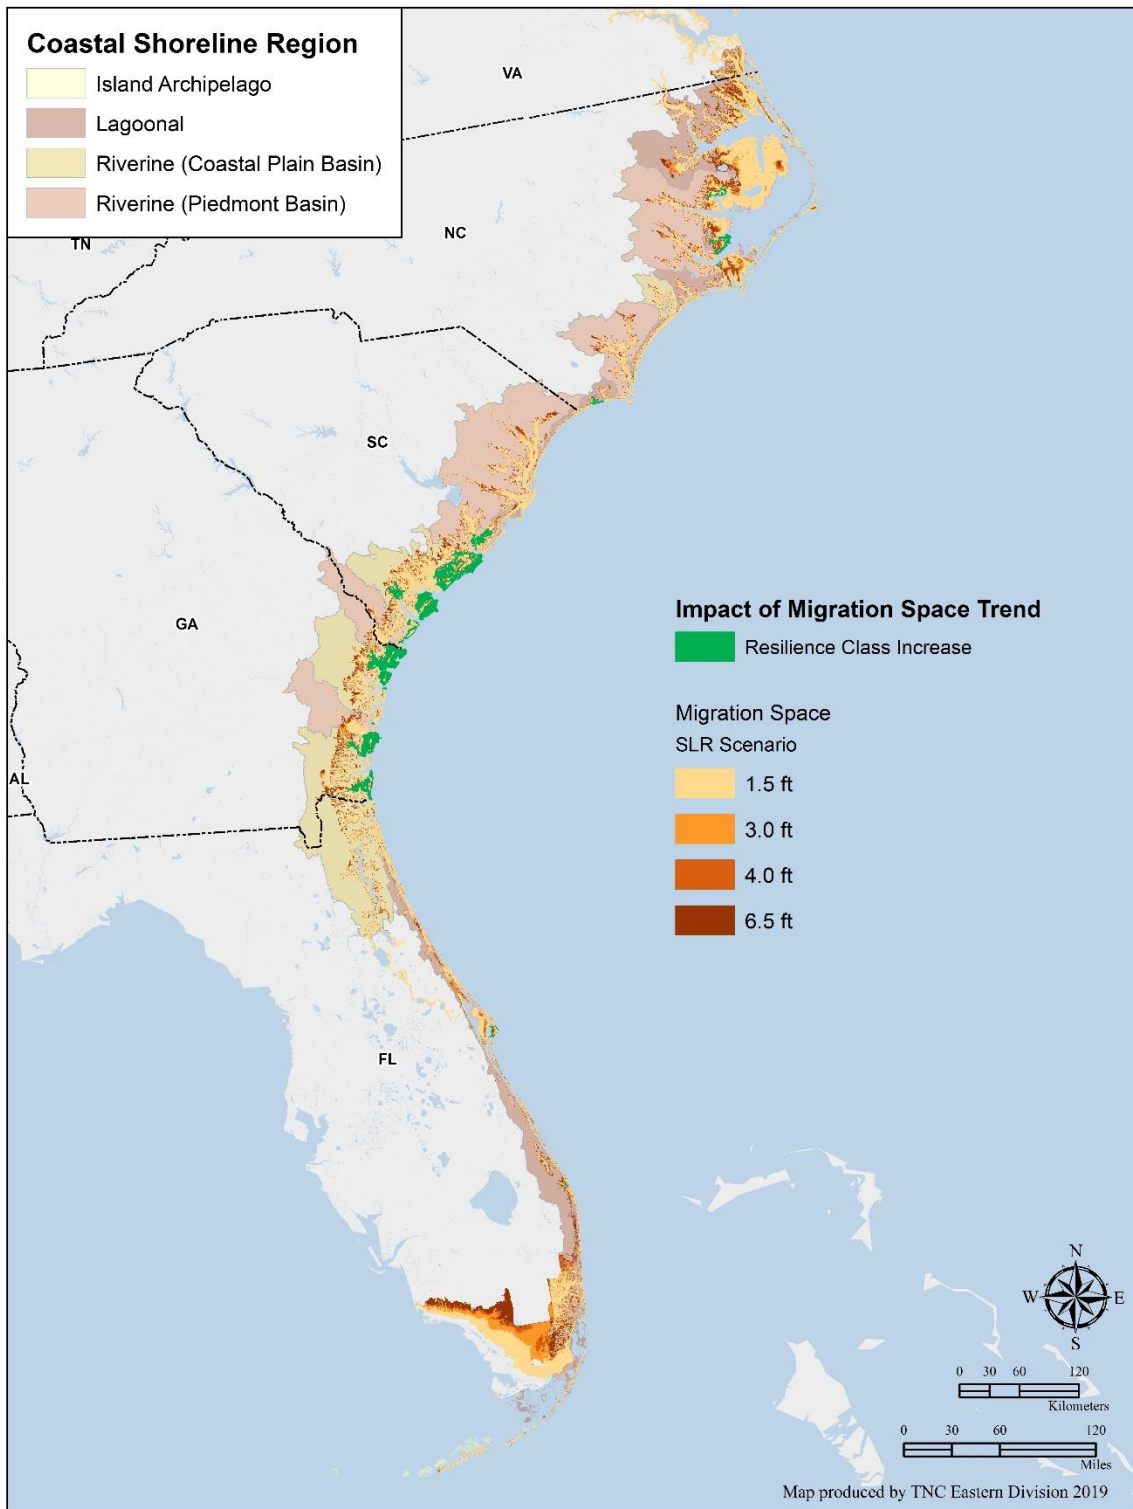 Coastal Shoreline Region
Island Archipelago
Lagoonal
Riverine (Coastal Plain Basin)
Riverine (Piedmont Basin)
VA
TN
NC
SC
GA
AL
FL
Impact of Migration Space Trend
Resilience Class Increase
Migration Space
SLR Scenario
1.5 ft
3.0 ft
4.0 ft
6.5 ft
N
W E
S
0 30 60 120
Kilometers
0 30 60 120
Miles
Map produced by TNC Eastern Division 2019